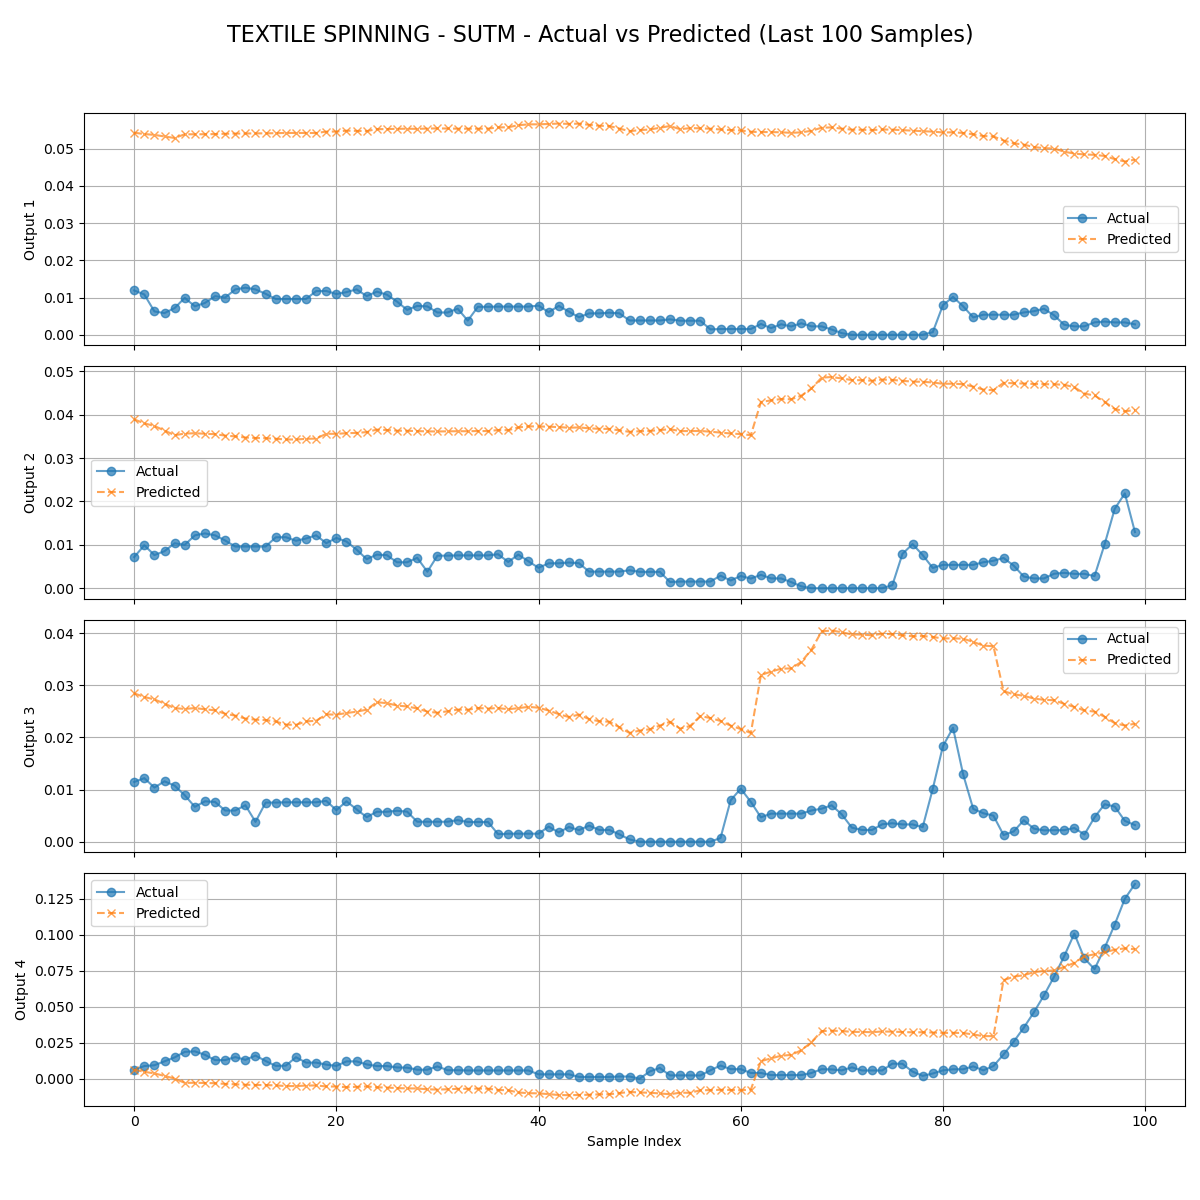 TEXTILE SPINNING - SUTM - Actual vs Predicted (Last 100 Samples)
0.05
0.04
0.03
0.02
0.01
0.00
Output 1
Actual
Predicted
0.05
0.04
0.03
0.02
0.01
0.00
Output 2
Actual
Predicted
0.04
0.03
0.02
0.01
0.00
Output 3
Actual
Predicted
0.125
0.100
0.075
0.050
0.025
0.000
Output 4
Actual
Predicted
0 20 40 60 80 100
Sample Index